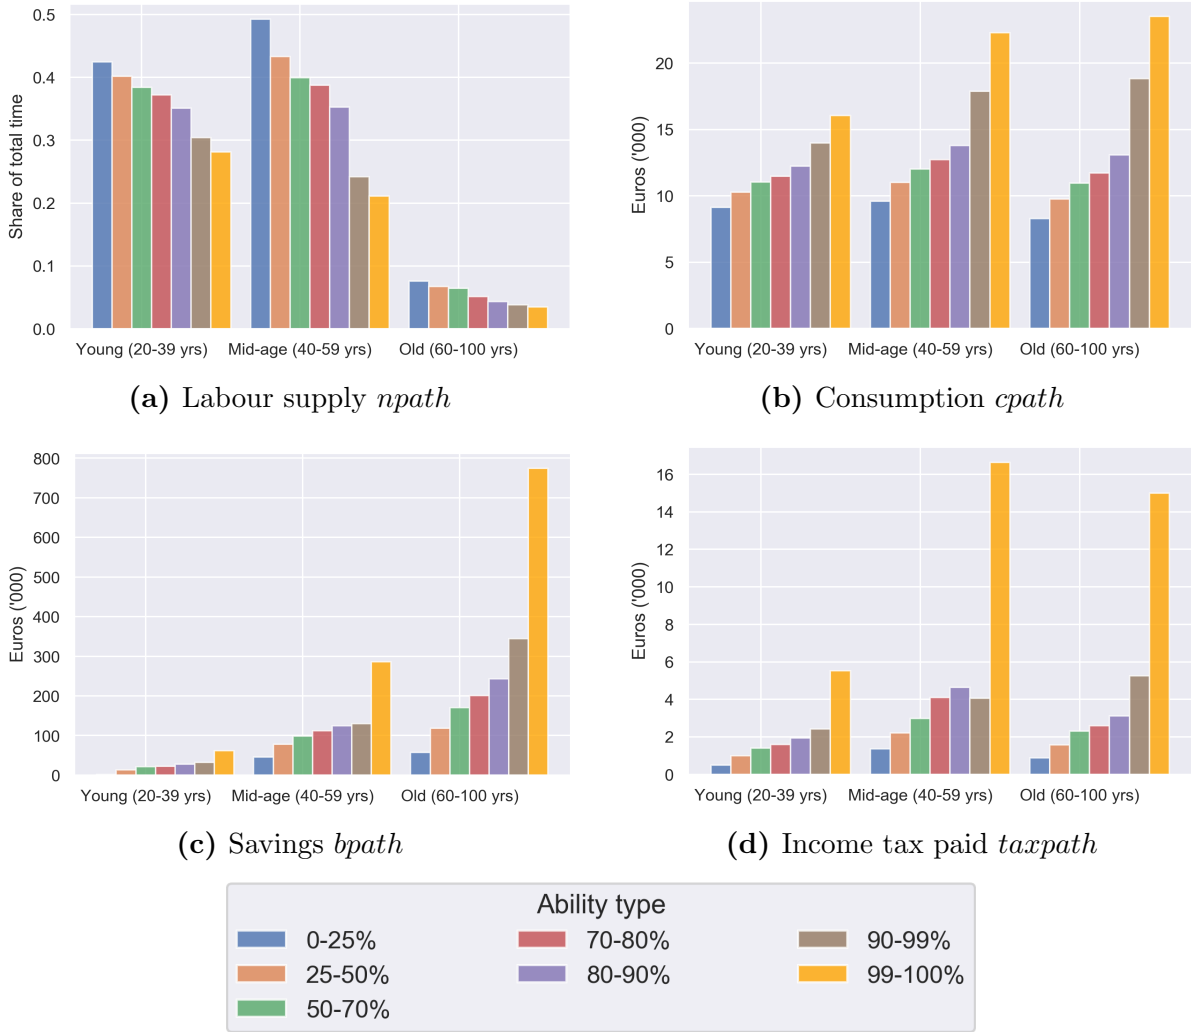 0.5
0.4
0.3
0.2
0.1
0.0
Share of total time
Young (20-39 yrs) Mid-age (40-59 yrs) Old (60-100 yrs)
(a) Labour supply npath
20
15
10
5
0
Euros ('000)
Young (20-39 yrs) Mid-age (40-59 yrs) Old (60-100 yrs)
(b) Consumption cpath
800
700
600
500
400
300
200
100
0
Euros ('000)
Young (20-39 yrs) Mid-age (40-59 yrs) Old (60-100 yrs)
(c) Savings bpath
16
14
12
10
8
6
4
2
0
Euros ('000)
Young (20-39 yrs) Mid-age (40-59 yrs) Old (60-100 yrs)
(d) Income tax paid taxpath
Ability type
0-25% 70-80% 90-99%
25-50% 80-90% 99-100%
50-70%